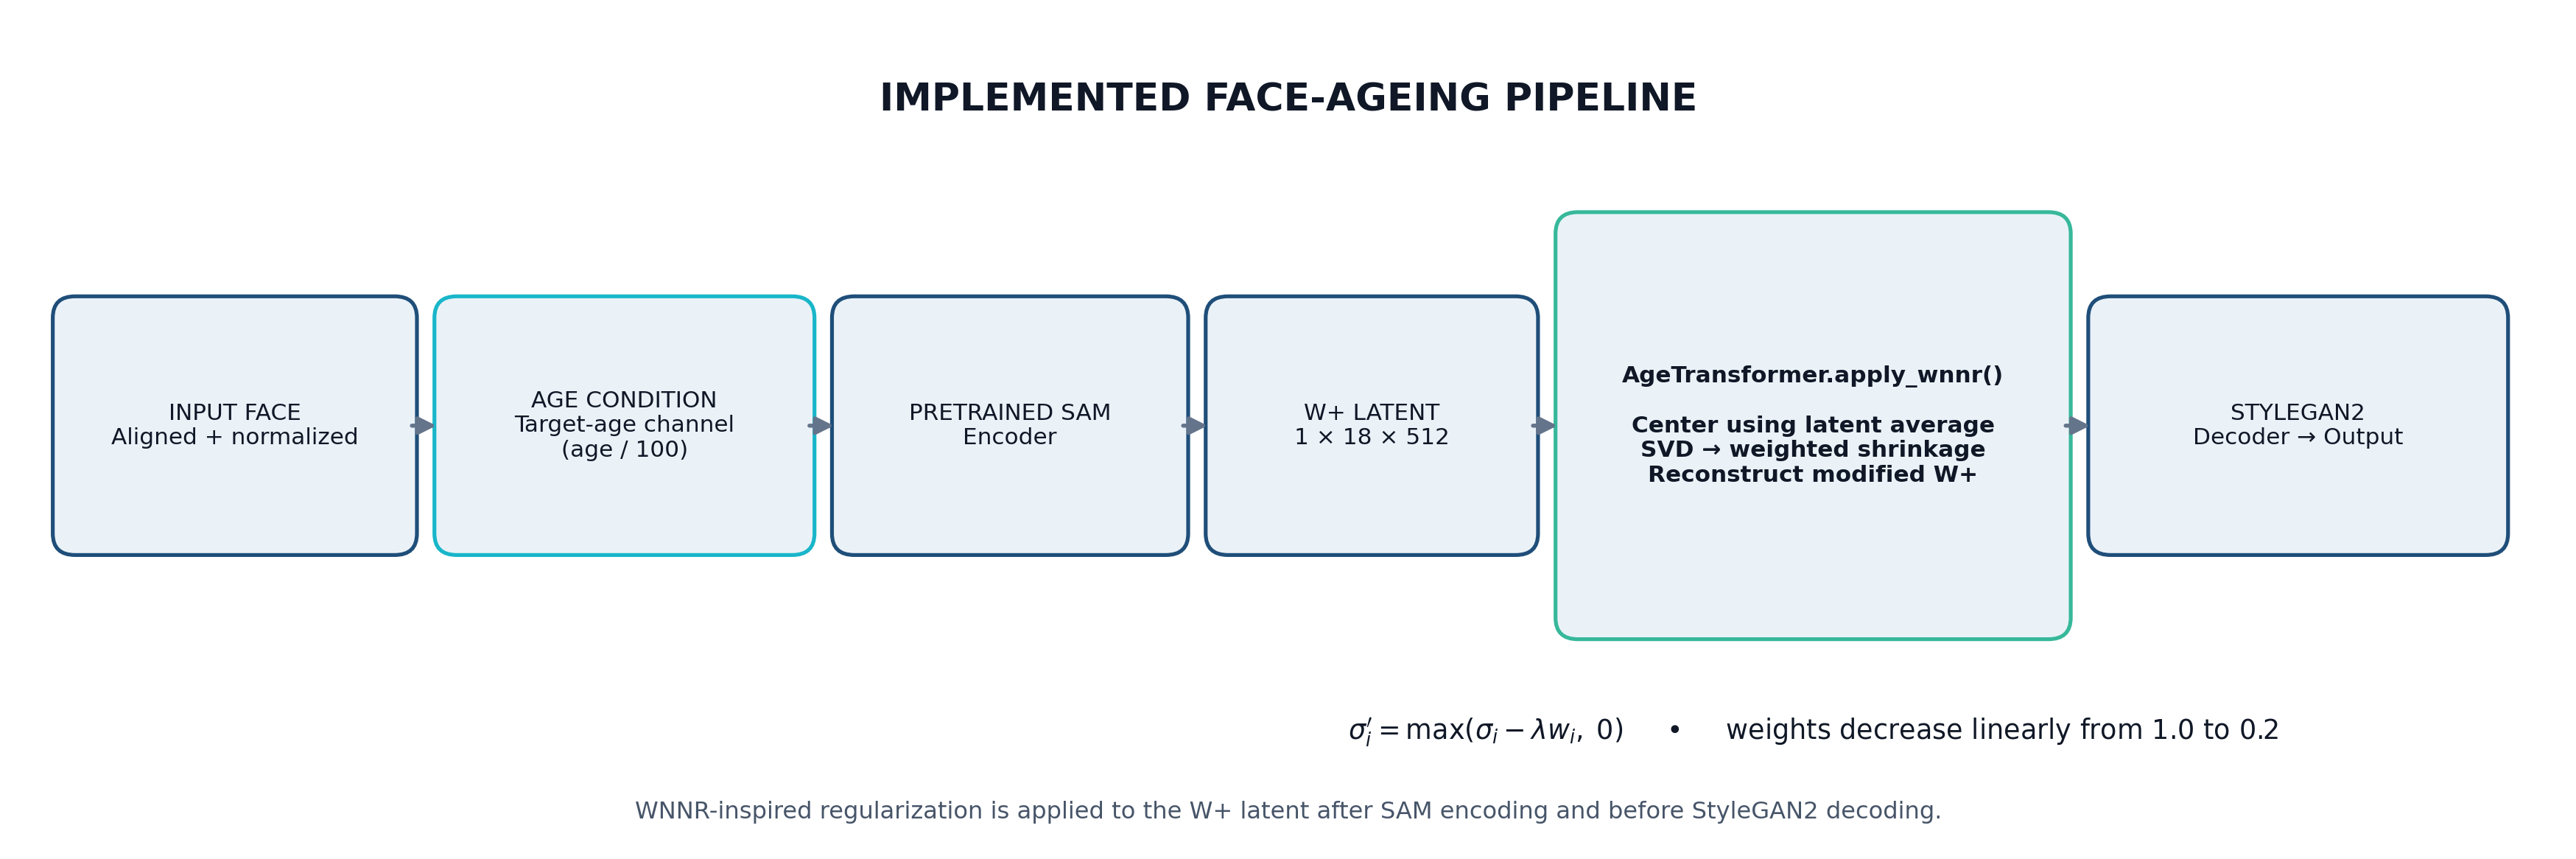 IMPLEMENTED FACE-AGEING PIPELINE
INPUT FACE
Aligned + normalized
AGE CONDITION
Target-age channel
(age / 100)
PRETRAINED SAM
Encoder
W+ LATENT
1 × 18 × 512
AgeTransformer.apply_wnnr()
Center using latent average
SVD → weighted shrinkage
Reconstruct modified W+
STYLEGAN2
Decoder → Output
σ′ᵢ = max(σᵢ − λwᵢ, 0) • weights decrease linearly from 1.0 to 0.2
WNNR-inspired regularization is applied to the W+ latent after SAM encoding and before StyleGAN2 decoding.